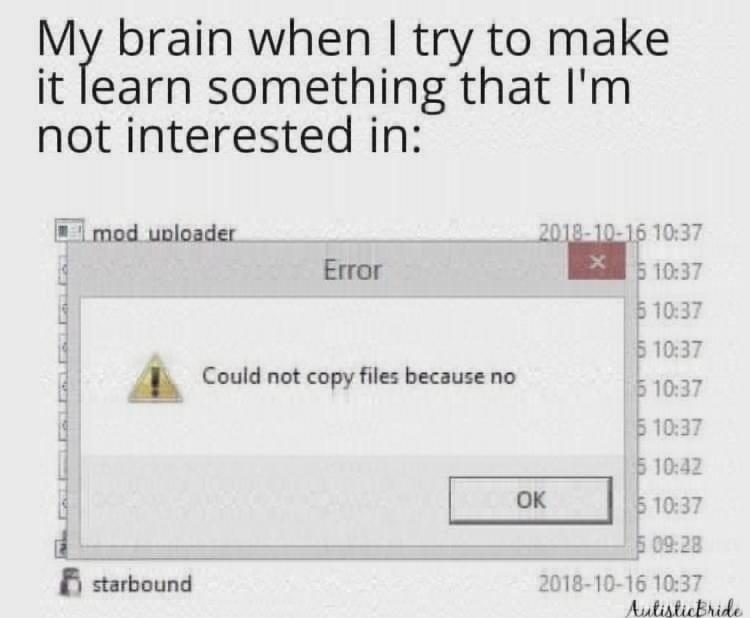 My brain when I try to make
it learn something that I'm
not interested in:
mod_uploader 2018-10-16 10:37
Error
5 10:37
5 10:37
5 10:37
Could not copy files because no
5 10:37
5 10:37
5 10:42
OK
5 10:37
5 09:28
starbound 2018-10-16 10:37
AutisticBride